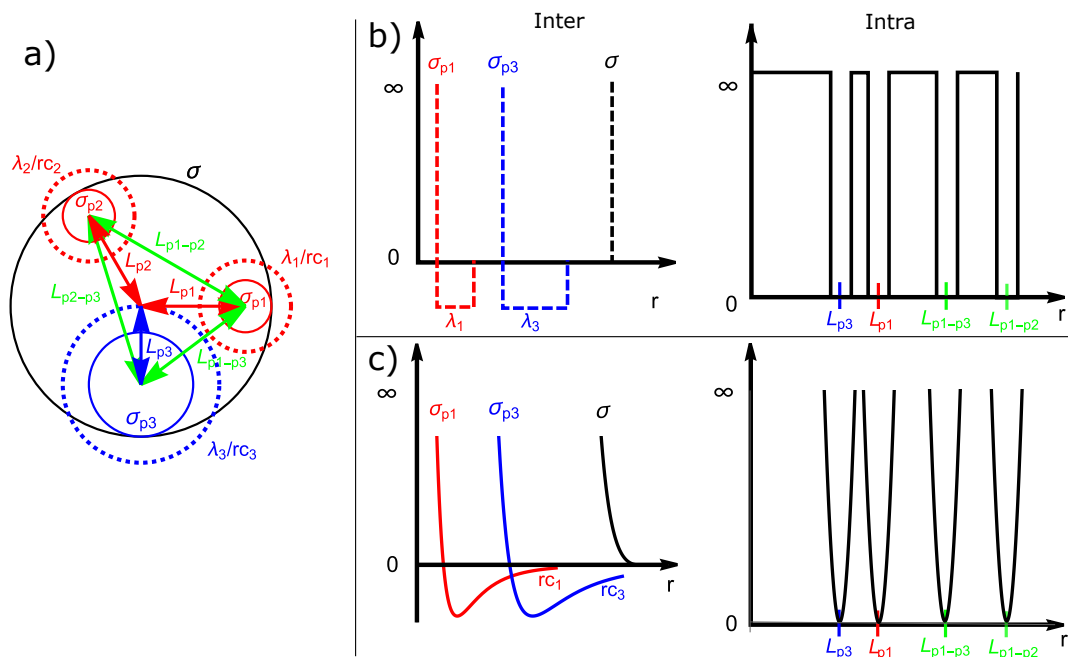 a)
λ₂/rc₂
σ
σp2
Lp1-p2
λ₁/rc₁
Lp2
Lp2-p3
Lp1
σp1
Lp3
Lp1-p3
σp3
λ₃/rc₃
Inter
Intra
b)
σp1
σp3
σ
∞
0
λ₁
λ₃
r
∞
0
Lp3
Lp1
Lp1-p3
Lp1-p2
r
c)
∞
σp1
σp3
σ
0
rc₁
rc₃
r
∞
0
Lp3
Lp1
Lp1-p3
Lp1-p2
r